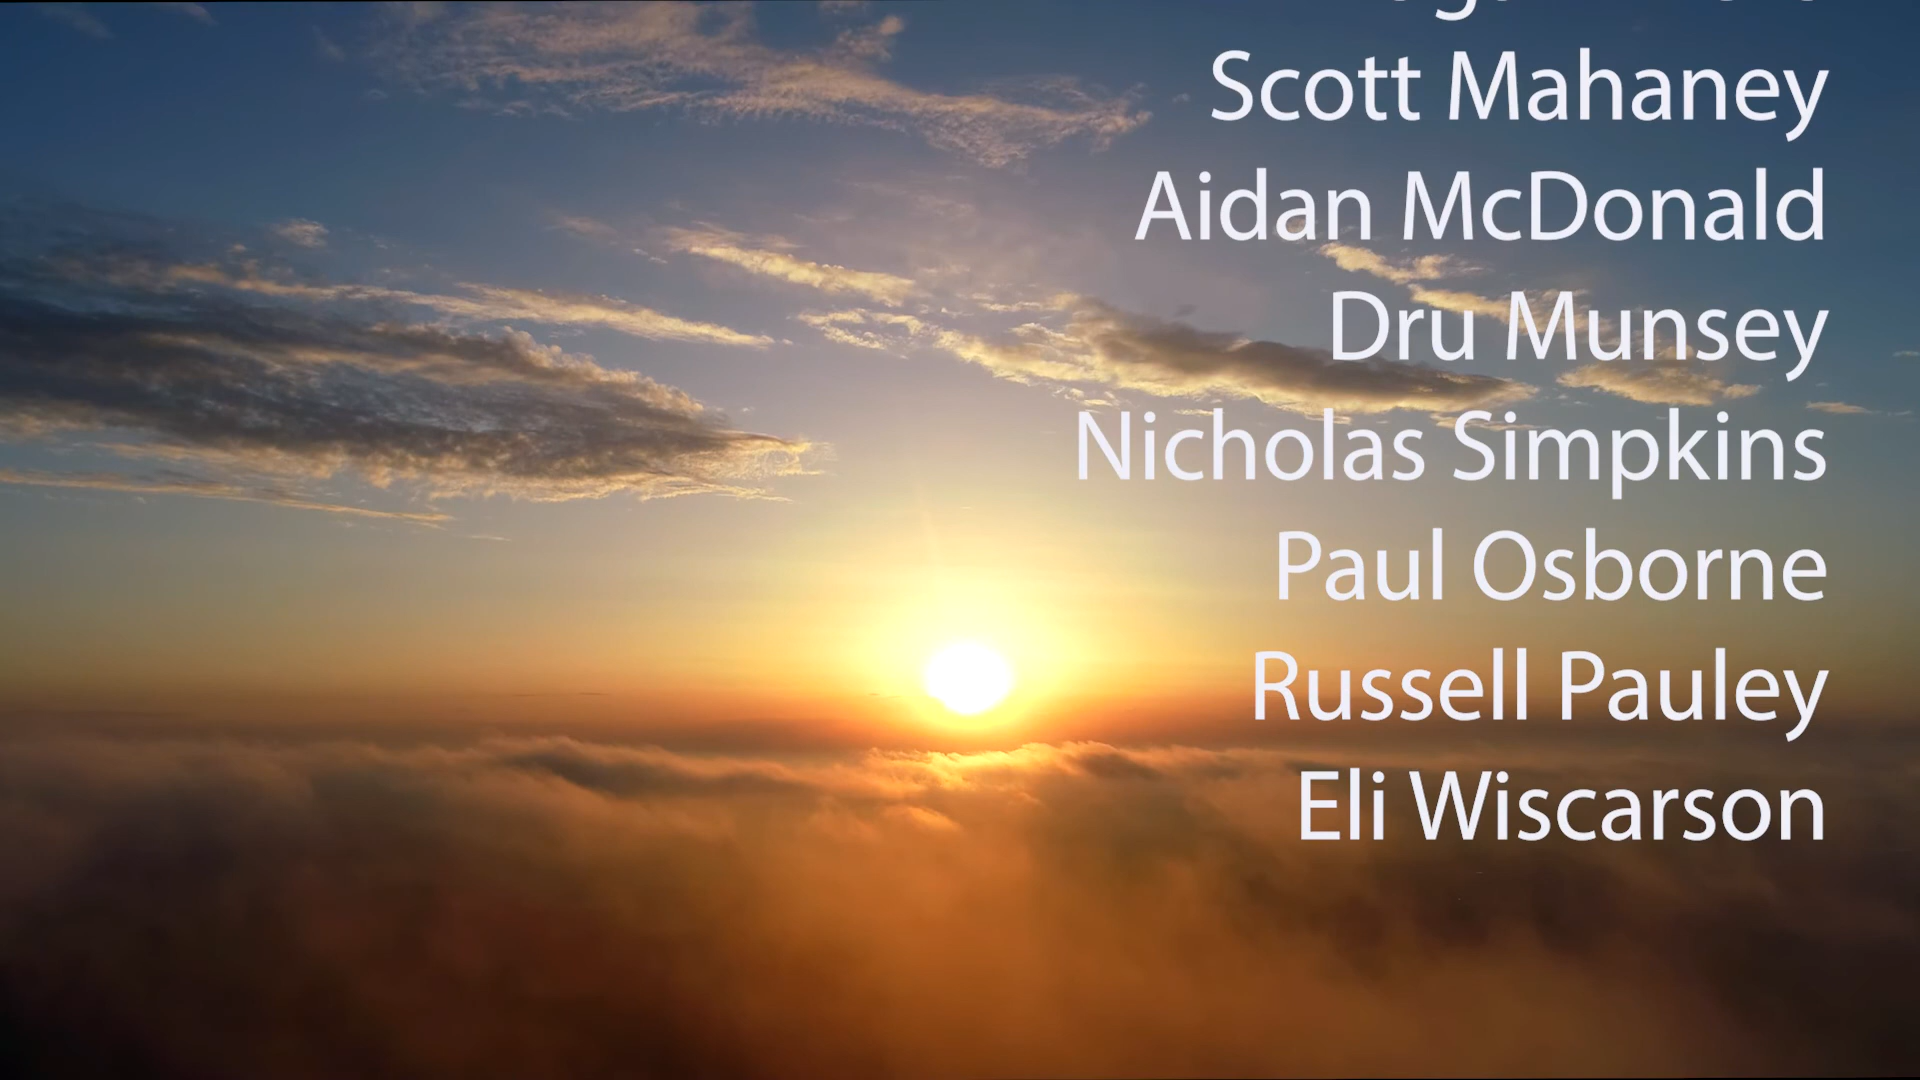 Scott Mahaney
Aidan McDonald
Dru Munsey
Nicholas Simpkins
Paul Osborne
Russell Pauley
Eli Wiscarson